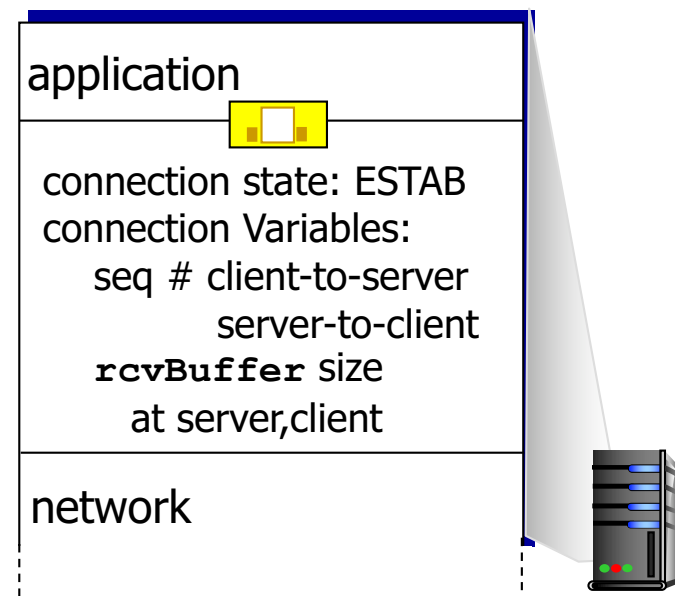 application
connection state: ESTAB
connection Variables:
seq # client-to-server
server-to-client
rcvBuffer size
at server,client
network